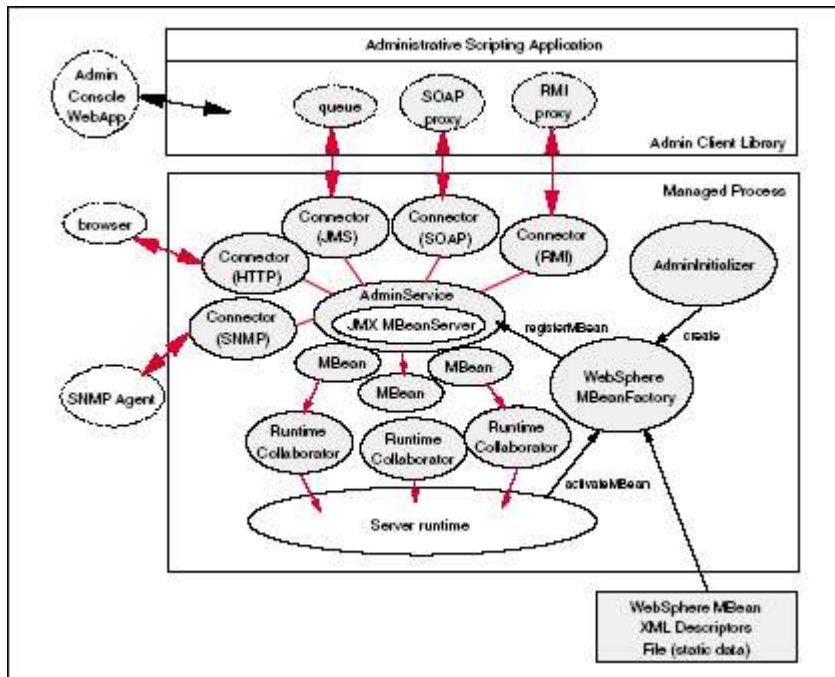 Administrative Scripting Application
Admin
Console
WebApp
queue
SOAP
proxy
RMI
proxy
Admin Client Library
Managed Process
browser
Connector
(JMS)
Connector
(SOAP)
Connector
(RMI)
Connector
(HTTP)
AdminInitializer
AdminService
JMX MBeanServer
Connector
(SNMP)
registerMBean
create
MBean
MBean
MBean
WebSphere
MBeanFactory
SNMP Agent
Runtime
Collaborator
Runtime
Collaborator
Runtime
Collaborator
activateMBean
Server runtime
WebSphere MBean
XML Descriptors
File (static data)